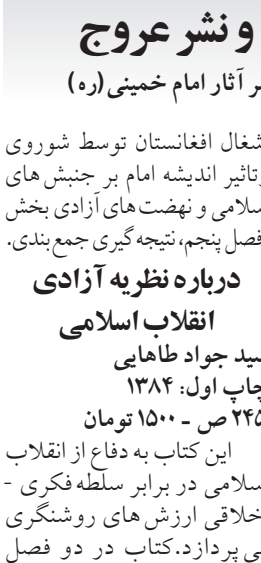 و نشر عروج
ر آثار امام خمینی(ره)
شغال افغانستان توسط شوروی
تاثیر اندیشه امام بر جنبش های
سلامی و نهضت های آزادی بخش
فصل پنجم، نتیجه گیری جمع بندی.
درباره نظریه آزادی
انقلاب اسلامی
سید جواد طاهایی
چاپ اول: ۱۳۸۴
۲۴۵ ص ـ ۱۵۰۰ تومان
این کتاب به دفاع از انقلاب
سلامی در برابر سلطه فکری -
خلاقی ارزش های روشنگری
می پردازد.کتاب در دو فصل